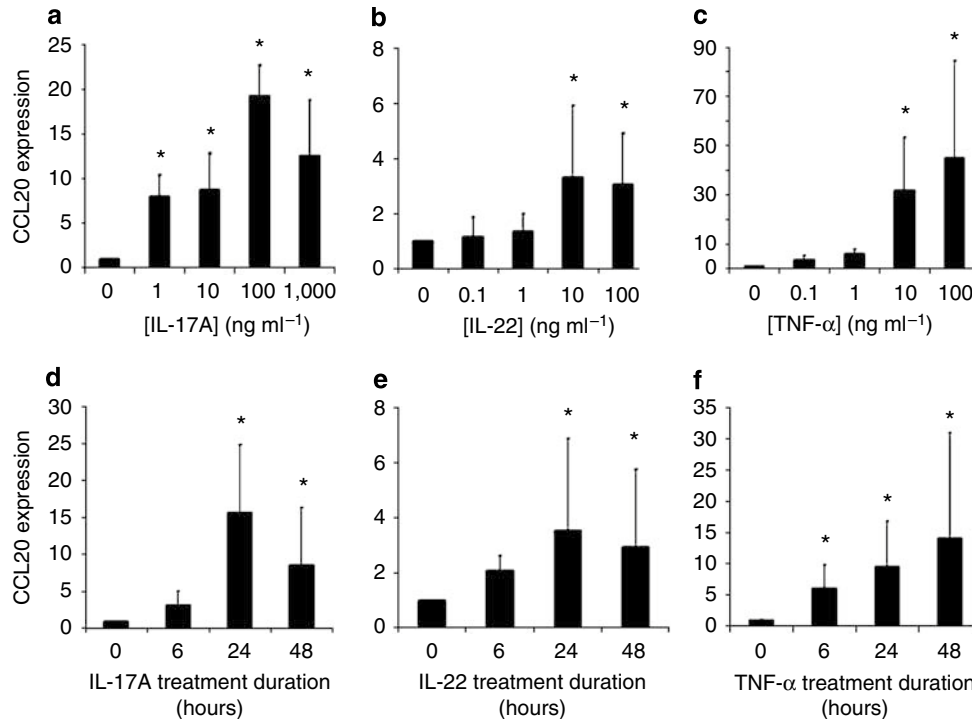 a
b
c
CCL20 expression
25
20
15
10
5
0
* * * *
0 1 10 100 1,000
[IL-17A] (ng ml⁻¹)
8
6
4
2
0
* *
0 0.1 1 10 100
[IL-22] (ng ml⁻¹)
90
70
50
30
10
0
* *
0 0.1 1 10 100
[TNF-α] (ng ml⁻¹)
d
e
f
CCL20 expression
30
25
20
15
10
5
0
* *
0 6 24 48
IL-17A treatment duration
(hours)
8
6
4
2
0
* *
0 6 24 48
IL-22 treatment duration
(hours)
35
30
25
20
15
10
5
0
* * *
0 6 24 48
TNF-α treatment duration
(hours)